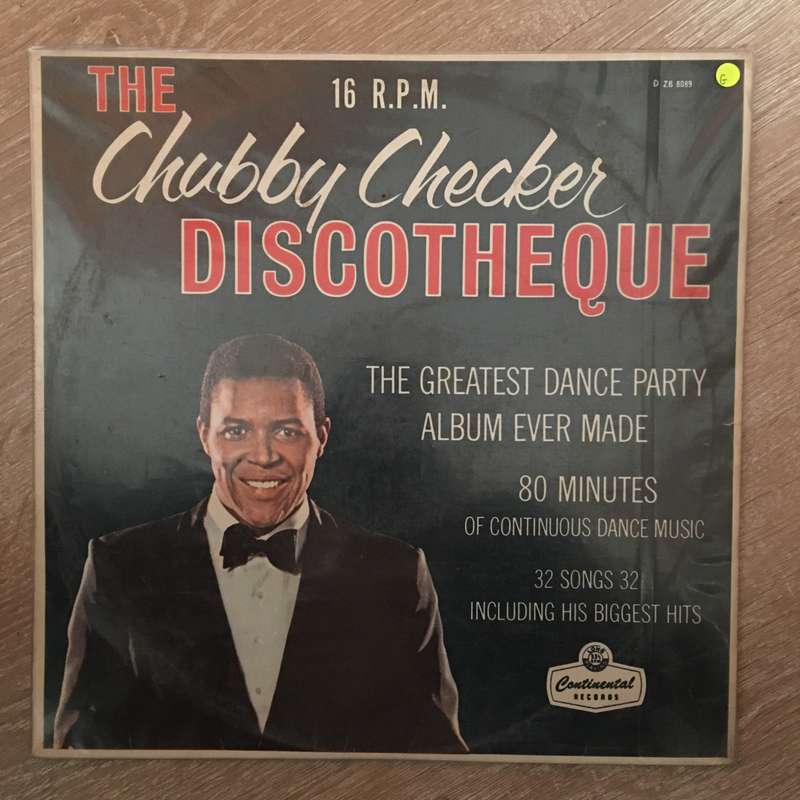 THE
16 R.P.M.
D ZB 8089
G
Chubby Checker
DISCOTHEQUE
THE GREATEST DANCE PARTY
ALBUM EVER MADE
80 MINUTES
OF CONTINUOUS DANCE MUSIC
32 SONGS 32
INCLUDING HIS BIGGEST HITS
Continental
RECORDS